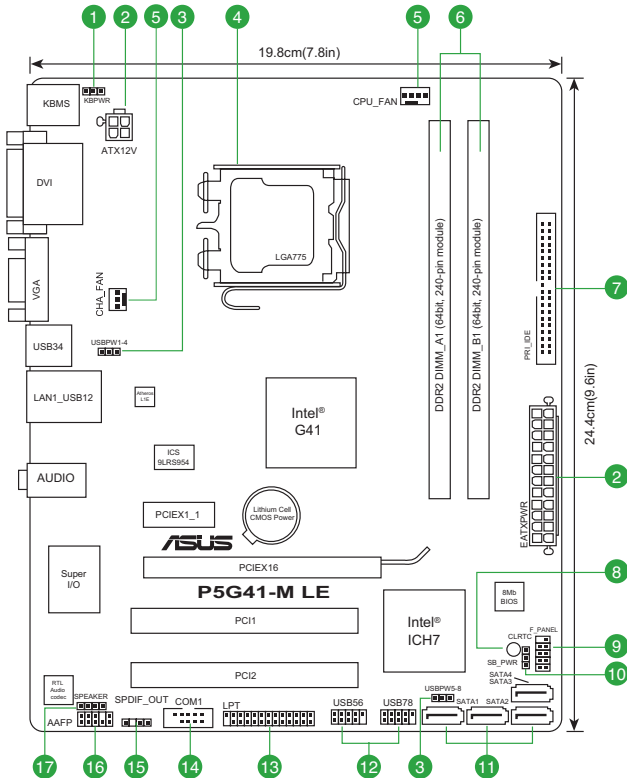 1
2
5
3
4
5
6
19.8cm(7.8in)
KBMS
KBPWR
ATX12V
CPU_FAN
DVI
LGA775
DDR2 DIMM_A1 (64bit, 240-pin module)
DDR2 DIMM_B1 (64bit, 240-pin module)
PRI_IDE
7
24.4cm(9.6in)
VGA
CHA_FAN
USB34
USBPW1-4
LAN1_USB12
Atheros
L1E
Intel®
G41
ICS
9LRS954
AUDIO
EATXPWR
2
PCIEX1_1
Lithium Cell
CMOS Power
ASUS
PCIEX16
P5G41-M LE
Super
I/O
8Mb
BIOS
8
PCI1
Intel®
ICH7
F_PANEL
CLRTC
9
SB_PWR
10
PCI2
SATA4
SATA3
RTL
Audio
codec
SPEAKER
AAFP
SPDIF_OUT
COM1
LPT
USB56
USB78
USBPW5-8
SATA1
SATA2
17
16
15
14
13
12
3
11